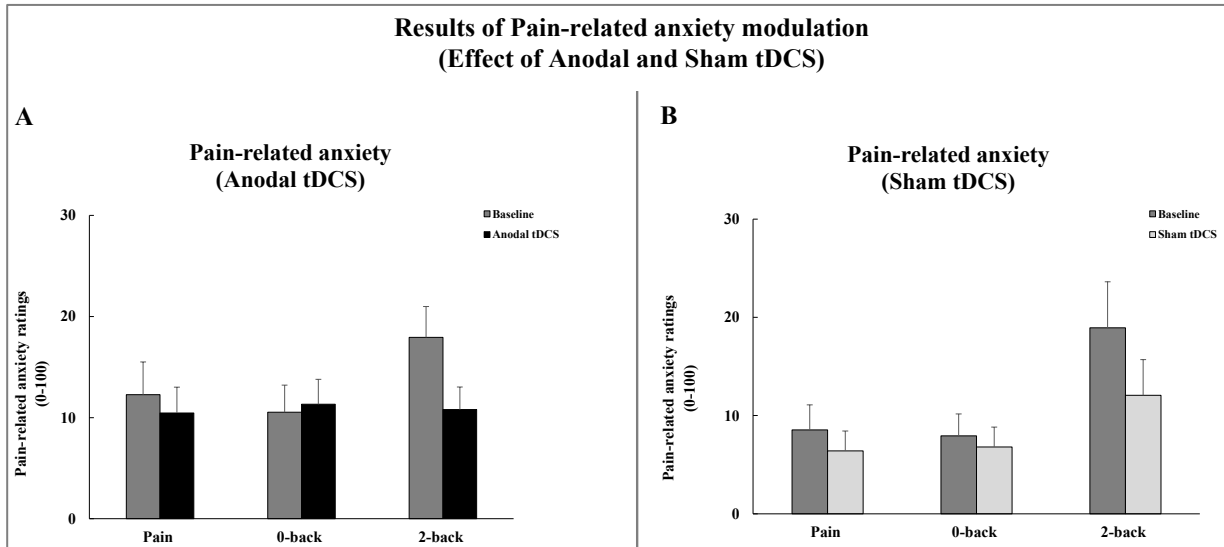 Results of Pain-related anxiety modulation
(Effect of Anodal and Sham tDCS)
A
Pain-related anxiety
(Anodal tDCS)
30
20
10
0
Pain-related anxiety ratings
(0-100)
Baseline
Anodal tDCS
Pain
0-back
2-back
B
Pain-related anxiety
(Sham tDCS)
30
20
10
0
Pain-related anxiety ratings
(0-100)
Baseline
Sham tDCS
Pain
0-back
2-back